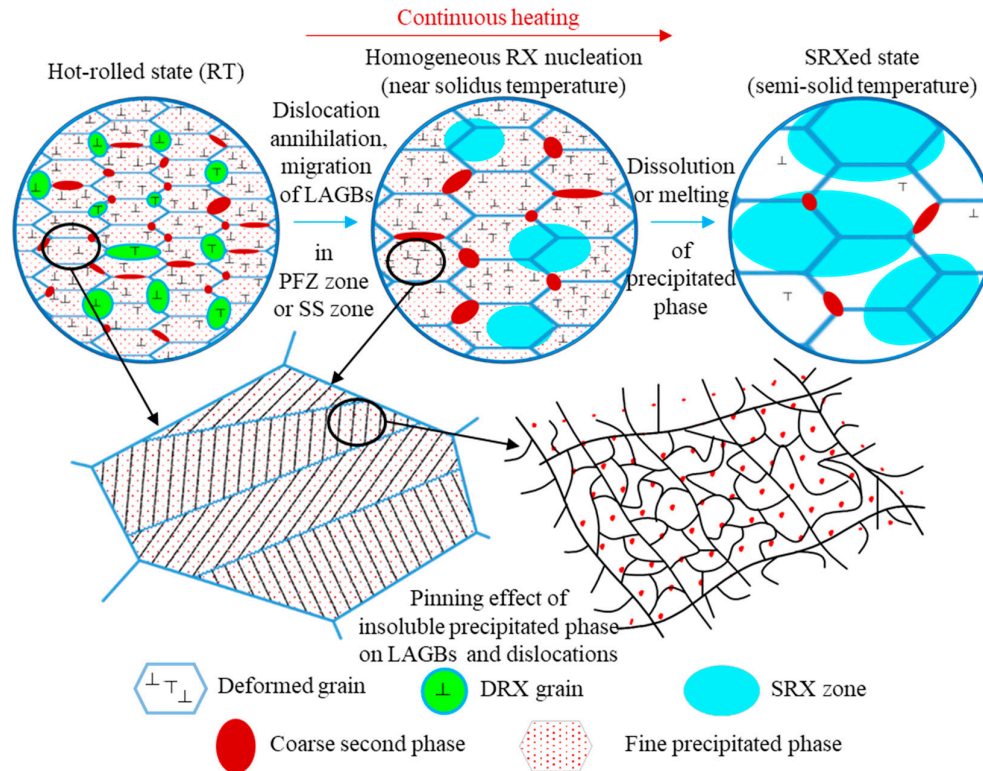 Continuous heating
Hot-rolled state (RT)
Homogeneous RX nucleation
(near solidus temperature)
SRXed state
(semi-solid temperature)
Dislocation
annihilation,
migration
of LAGBs
in
PFZ zone
or SS zone
Dissolution
or melting
of
precipitated
phase
Pinning effect of
insoluble precipitated phase
on LAGBs and dislocations
Deformed grain
DRX grain
SRX zone
Coarse second phase
Fine precipitated phase